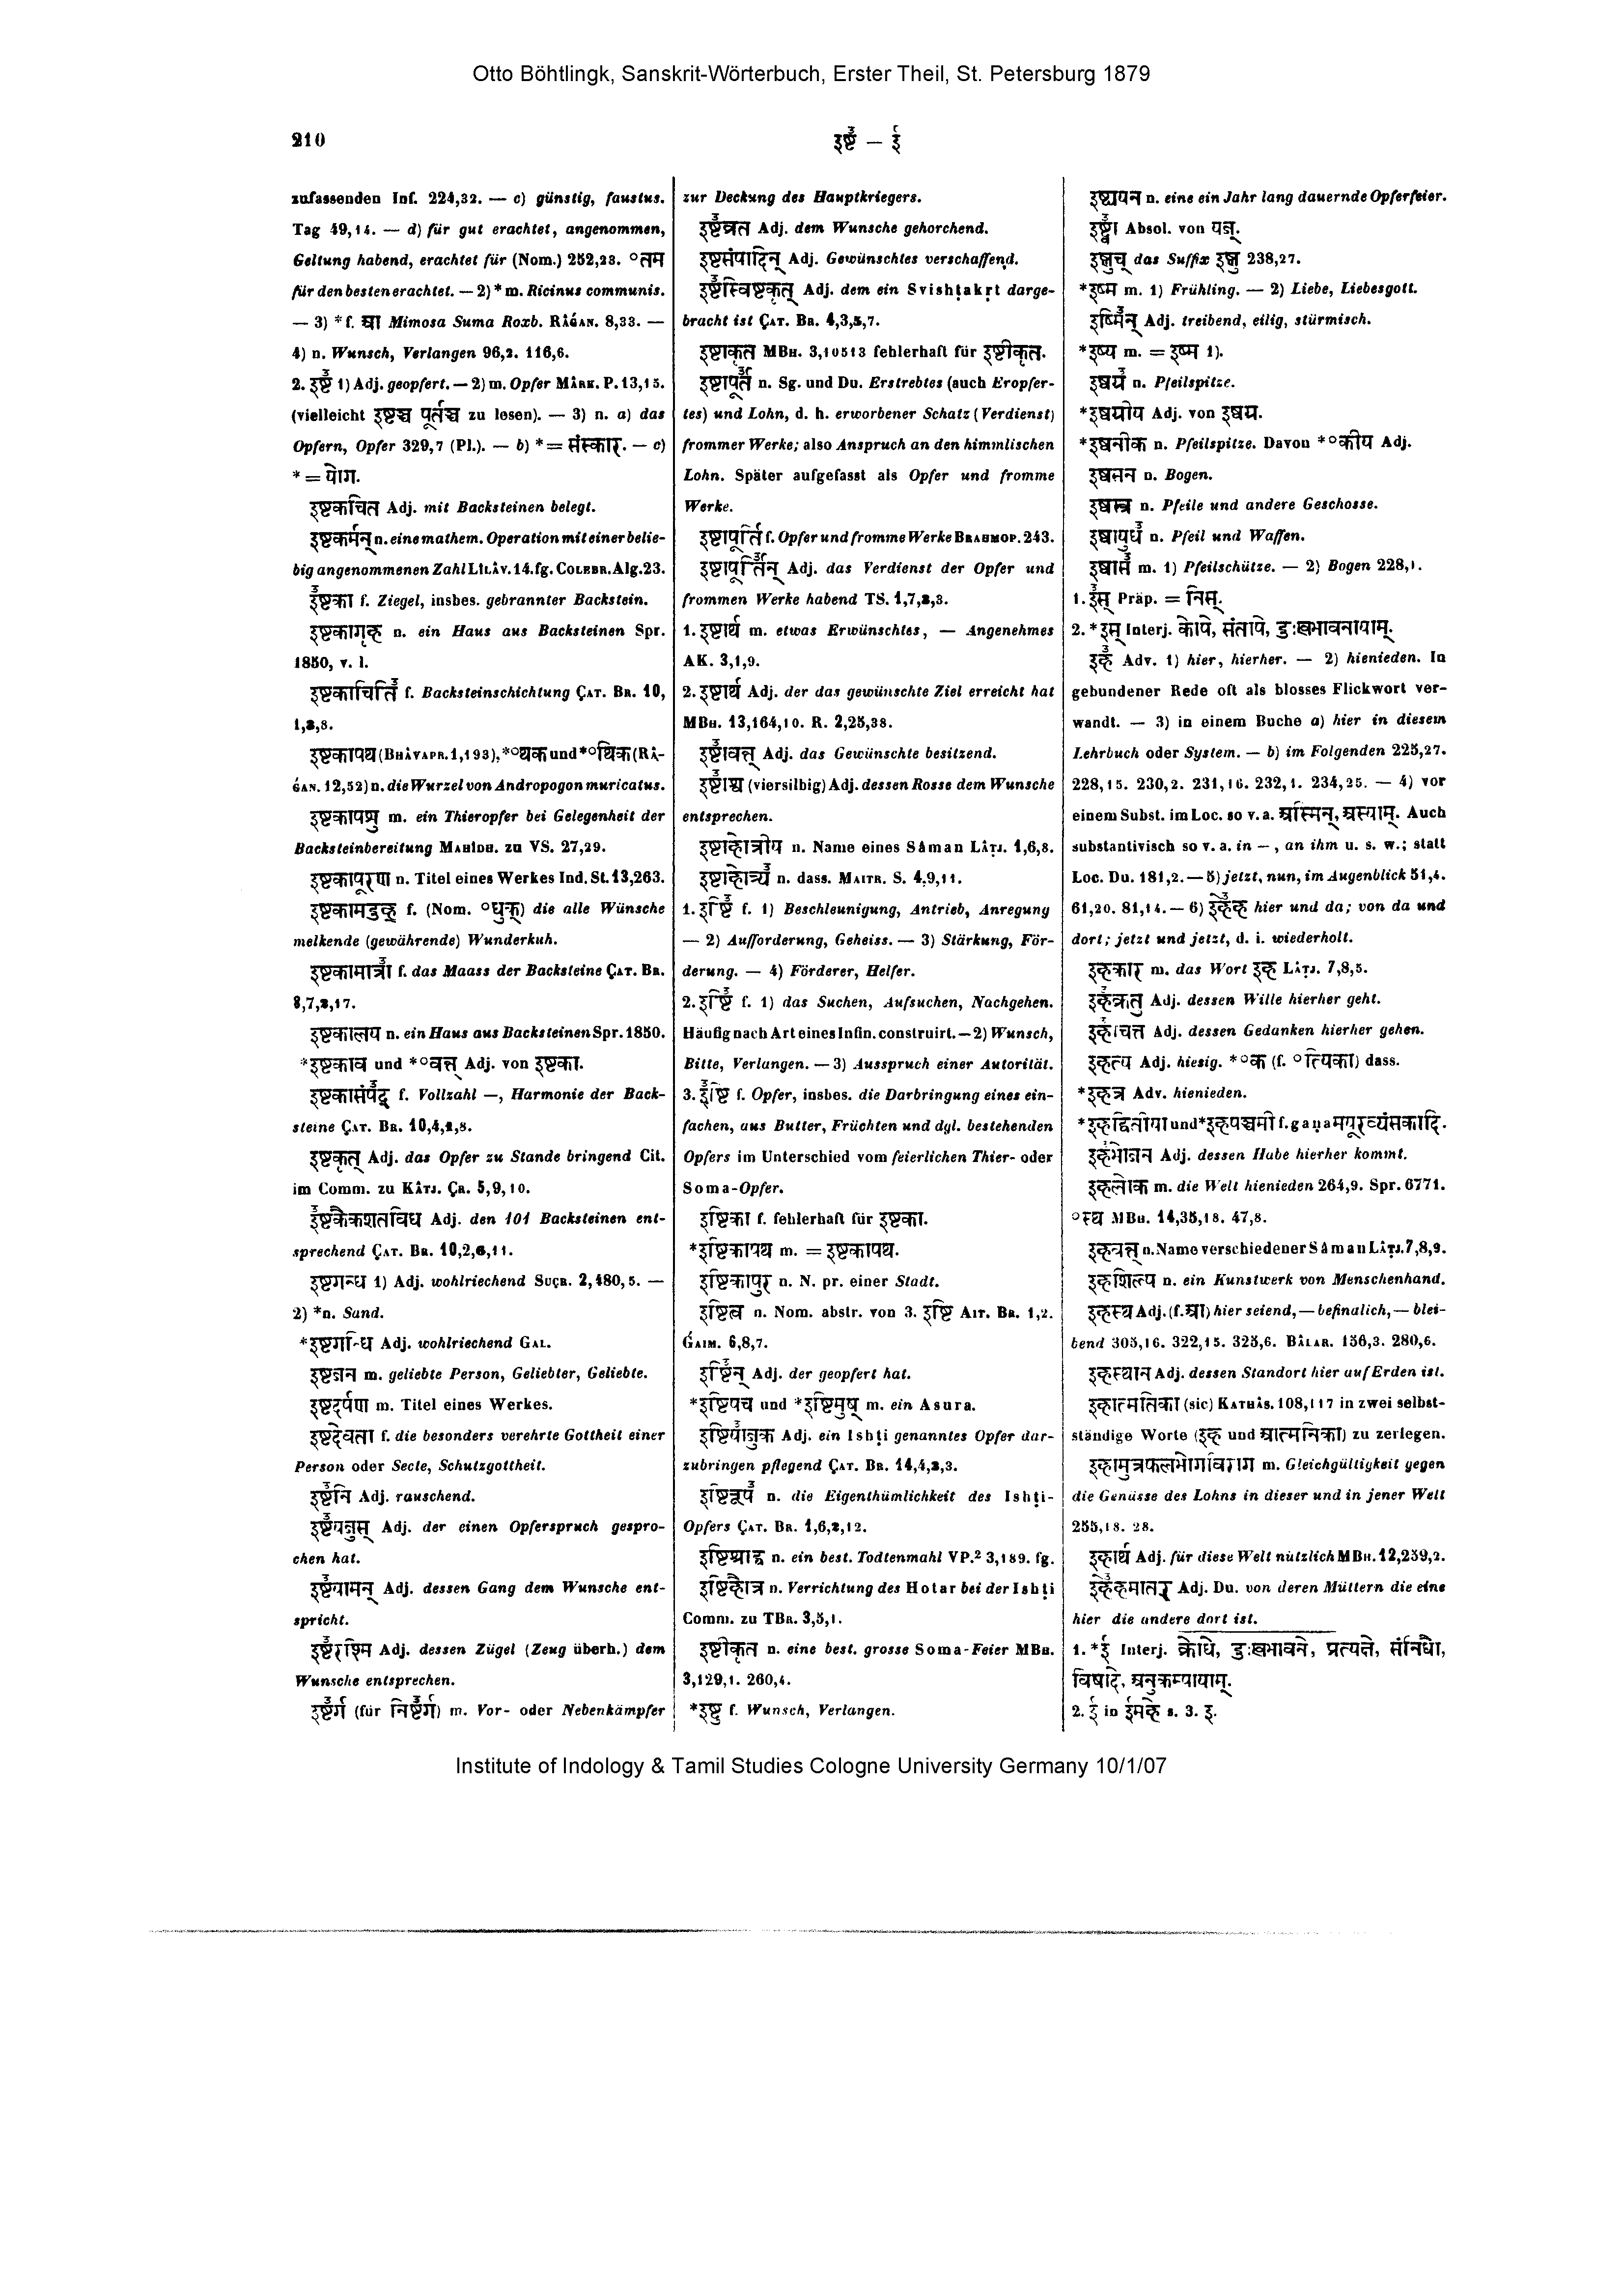 Otto Böhtlingk, Sanskrit-Wörterbuch, Erster Theil, St. Petersburg 1879
210
इष्ट — ई
zufassenden Inf. 224,32. — c) günstig, faustus.
Tag 49,14. — d) für gut erachtet, angenommen,
Geltung habend, erachtet für (Nom.) 252,23. °तम
für den besten erachtet. — 2) *m. Ricinus communis.
— 3) *f. आ Mimosa Suma Roxb. RÂGAN. 8,33. —
4) n. Wunsch, Verlangen 96,2. 116,6.
2. इष्ट 1) Adj. geopfert. — 2) m. Opfer MÂRK. P. 13,15.
(vielleicht इष्टश्च पूर्तश्च zu lesen). — 3) n. a) das
Opfern, Opfer 329,7 (Pl.). — b) *= संस्कार. — c)
*= योग.
इष्टकचित Adj. mit Backsteinen belegt.
इष्टकर्मन् n. eine mathem. Operation mit einer belie-
big angenommenen Zahl LÎLÂV. 14. fg. COLEBR. Alg. 23.
इष्टका f. Ziegel, insbes. gebrannter Backstein.
इष्टकागृह n. ein Haus aus Backsteinen Spr.
1850, v. l.
इष्टकाचिति f. Backsteinschichtung ÇAT. BR. 10,
1,3,8.
इष्टकापथ (BHÂVAPR. 1,193), *°थक und *°थिक (RÂ-
GAN. 12,52) n. die Wurzel von Andropogon muricatus.
इष्टकापशु m. ein Thieropfer bei Gelegenheit der
Backsteinbereitung MAHÎDH. zu VS. 27,29.
इष्टकापूरण n. Titel eines Werkes Ind. St. 13,263.
इष्टकामदुह् f. (Nom. °धुक्) die alle Wünsche
melkende (gewährende) Wunderkuh.
इष्टकामात्रा f. das Maass der Backsteine ÇAT. BR.
8,7,2,17.
इष्टकालय n. ein Haus aus Backsteinen Spr. 1850.
*इष्टकाव und *°वत् Adj. von इष्टका.
इष्टकासंपद् f. Vollzahl —, Harmonie der Back-
steine ÇAT. BR. 10,4,2,8.
इष्टकृत् Adj. das Opfer zu Stande bringend Cit.
im Comm. zu KÂTJ. ÇR. 5,9,10.
इष्टकैकशतविध Adj. den 101 Backsteinen ent-
sprechend ÇAT. BR. 10,2,6,11.
इष्टगन्ध 1) Adj. wohlriechend SUÇR. 2,480,5. —
2) *n. Sand.
*इष्टगन्धि Adj. wohlriechend GAL.
इष्टजन m. geliebte Person, Geliebter, Geliebte.
इष्टदर्पण m. Titel eines Werkes.
इष्टदेवता f. die besonders verehrte Gottheit einer
Person oder Secte, Schutzgottheit.
इष्टनि Adj. rauschend.
इष्टयजुस् Adj. der einen Opferspruch gespro-
chen hat.
इष्टयामन् Adj. dessen Gang dem Wunsche ent-
spricht.
इष्टरश्मि Adj. dessen Zügel (Zeug überh.) dem
Wunsche entsprechen.
इष्टर्ग (für निष्टर्ग) m. Vor- oder Nebenkämpfer
zur Deckung des Hauptkriegers.
इष्टव्रत Adj. dem Wunsche gehorchend.
इष्टसंपादिन् Adj. Gewünschtes verschaffend.
इष्टस्विष्टकृत् Adj. dem ein Svishṭakṛt darge-
bracht ist ÇAT. BR. 4,3,5,7.
इष्टाकृत MBH. 3,10513 fehlerhaft für इष्टीकृत.
इष्टापूर्त n. Sg. und Du. Erstrebtes (auch Eropfer-
tes) und Lohn, d. h. erworbener Schatz (Verdienst)
frommer Werke; also Anspruch an den himmlischen
Lohn. Später aufgefasst als Opfer und fromme
Werke.
इष्टापूर्ति f. Opfer und fromme Werke BRAHMOP. 243.
इष्टापूर्तिन् Adj. das Verdienst der Opfer und
frommen Werke habend TS. 1,7,3,3.
1. इष्टार्थ m. etwas Erwünschtes, — Angenehmes
AK. 3,1,9.
2. इष्टार्थ Adj. der das gewünschte Ziel erreicht hat
MBH. 13,164,10. R. 2,25,38.
इष्टावत् Adj. das Gewünschte besitzend.
इष्टाश्व (viersilbig) Adj. dessen Rosse dem Wunsche
entsprechen.
इष्टाहोत्रीय n. Name eines Sâman LÂṬJ. 1,6,8.
इष्टाहोत्र्य n. dass. MAITR. S. 4,9,11.
1. इष्टि f. 1) Beschleunigung, Antrieb, Anregung
— 2) Aufforderung, Geheiss. — 3) Stärkung, För-
derung. — 4) Förderer, Helfer.
2. इष्टि f. 1) das Suchen, Aufsuchen, Nachgehen.
Häufig nach Art eines Infin. construirt. — 2) Wunsch,
Bitte, Verlangen. — 3) Ausspruch einer Autorität.
3. इष्टि f. Opfer, insbes. die Darbringung eines ein-
fachen, aus Butter, Früchten und dgl. bestehenden
Opfers im Unterschied vom feierlichen Thier- oder
Soma-Opfer.
इष्टिका f. fehlerhaft für इष्टका.
*इष्टिकापथ m. = इष्टकापथ.
इष्टिकापुर n. N. pr. einer Stadt.
इष्टित्व n. Nom. abstr. von 3. इष्टि AIT. BR. 1,2.
GAIM. 6,8,7.
इष्टिन् Adj. der geopfert hat.
*इष्टिपच und *इष्टिमुष् m. ein Asura.
इष्टियाजुक Adj. ein Ishṭi genanntes Opfer dar-
zubringen pflegend ÇAT. BR. 14,4,3,3.
इष्टिरूप n. die Eigenthümlichkeit des Ishṭi-
Opfers ÇAT. BR. 1,6,2,12.
इष्टिश्राद्ध n. ein best. Todtenmahl VP.² 3,189. fg.
इष्टिहौत्र n. Verrichtung des Hotar bei der Ishṭi
Comm. zu TBR. 3,5,1.
इष्टीकृत n. eine best. grosse Soma-Feier MBH.
3,129,1. 260,4.
*इष्टु f. Wunsch, Verlangen.
इष्ट्ययन n. eine ein Jahr lang dauernde Opferfeier.
इष्ट्वा Absol. von यज्.
इष्णुच् das Suffix इष्णु 238,27.
*इष्म m. 1) Frühling. — 2) Liebe, Liebesgott.
इष्मिन् Adj. treibend, eilig, stürmisch.
*इष्य m. = इष्म 1).
इष्वग्र n. Pfeilspitze.
*इष्वग्रीय Adj. von इष्वग्र.
*इष्वनीक n. Pfeilspitze. Davon *°कीय Adj.
इष्वसन n. Bogen.
इष्वस्त्र n. Pfeile und andere Geschosse.
इष्वायुध n. Pfeil und Waffen.
इष्वास m. 1) Pfeilschütze. — 2) Bogen 228,1.
1. इस् Präp. = निस्.
2. *इस् Interj. कोपे, संतापे, दुःखभावनायाम्.
इह Adv. 1) hier, hierher. — 2) hienieden. In
gebundener Rede oft als blosses Flickwort ver-
wandt. — 3) in einem Buche a) hier in diesem
Lehrbuch oder System. — b) im Folgenden 225,27.
228,15. 230,2. 231,16. 232,1. 234,25. — 4) vor
einem Subst. im Loc. so v. a. अस्मिन्, अस्याम्. Auch
substantivisch so v. a. in —, an ihm u. s. w.; statt
Loc. Du. 181,2. — 5) jetzt, nun, im Augenblick 51,4.
61,20. 81,14. — 6) इहेह hier und da; von da und
dort; jetzt und jetzt, d. i. wiederholt.
इहकार m. das Wort इह LÂṬJ. 7,8,5.
इहक्रतु Adj. dessen Wille hierher geht.
इहचित्त Adj. dessen Gedanken hierher gehen.
इहत्य Adj. hiesig. *°क (f. °त्यिका) dass.
*इहत्र Adv. hienieden.
*इहद्वितीया und *इहपञ्चमी f. gaṇa मयूरव्यंसकादि.
इहभोजन Adj. dessen Habe hierher kommt.
इहलोक m. die Welt hienieden 264,9. Spr. 6771.
°स्थ MBH. 14,35,18. 47,8.
इहवत् n. Name verschiedener Sâman LÂṬJ. 7,8,9.
इहशिल्प n. ein Kunstwerk von Menschenhand.
इहस्थ Adj. (f. आ) hier seiend, — befindlich, — blei-
bend 305,16. 322,15. 325,6. BÂLAR. 156,3. 280,6.
इहस्थान Adj. dessen Standort hier auf Erden ist.
इहात्मतिका (sic) KATHÂS. 108,117 in zwei selbst-
ständige Worte (इह und आत्मनिका) zu zerlegen.
इहामुत्रफलभोगविराग m. Gleichgültigkeit gegen
die Genüsse des Lohns in dieser und in jener Welt
255,18. 28.
इहार्थ Adj. für diese Welt nützlich MBH. 12,259,2.
इहेहमातर् Adj. Du. von deren Müttern die eine
hier die andere dort ist.
1. *ई Interj. क्रोधे, दुःखभावने, प्रत्यक्षे, संनिधौ,
विषादे, अनुकम्पायाम्.
2. ई in ईमहे s. 3. इ.
Institute of Indology & Tamil Studies Cologne University Germany 10/1/07